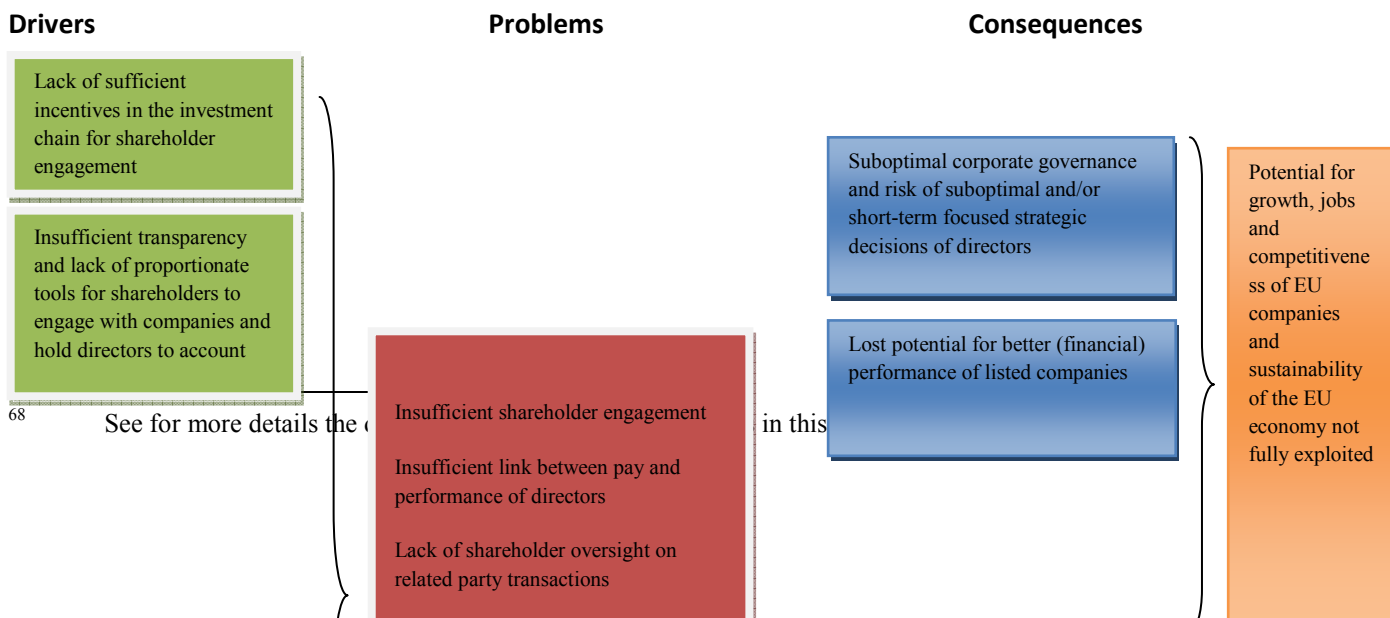 Drivers
Problems
Consequences
Lack of sufficient
incentives in the investment
chain for shareholder
engagement
Insufficient transparency
and lack of proportionate
tools for shareholders to
engage with companies and
hold directors to account
68 See for more details the
in this
Insufficient shareholder engagement
Insufficient link between pay and
performance of directors
Lack of shareholder oversight on
related party transactions
Suboptimal corporate governance
and risk of suboptimal and/or
short-term focused strategic
decisions of directors
Lost potential for better (financial)
performance of listed companies
Potential for
growth, jobs
and
competitivene
ss of EU
companies
and
sustainability
of the EU
economy not
fully exploited